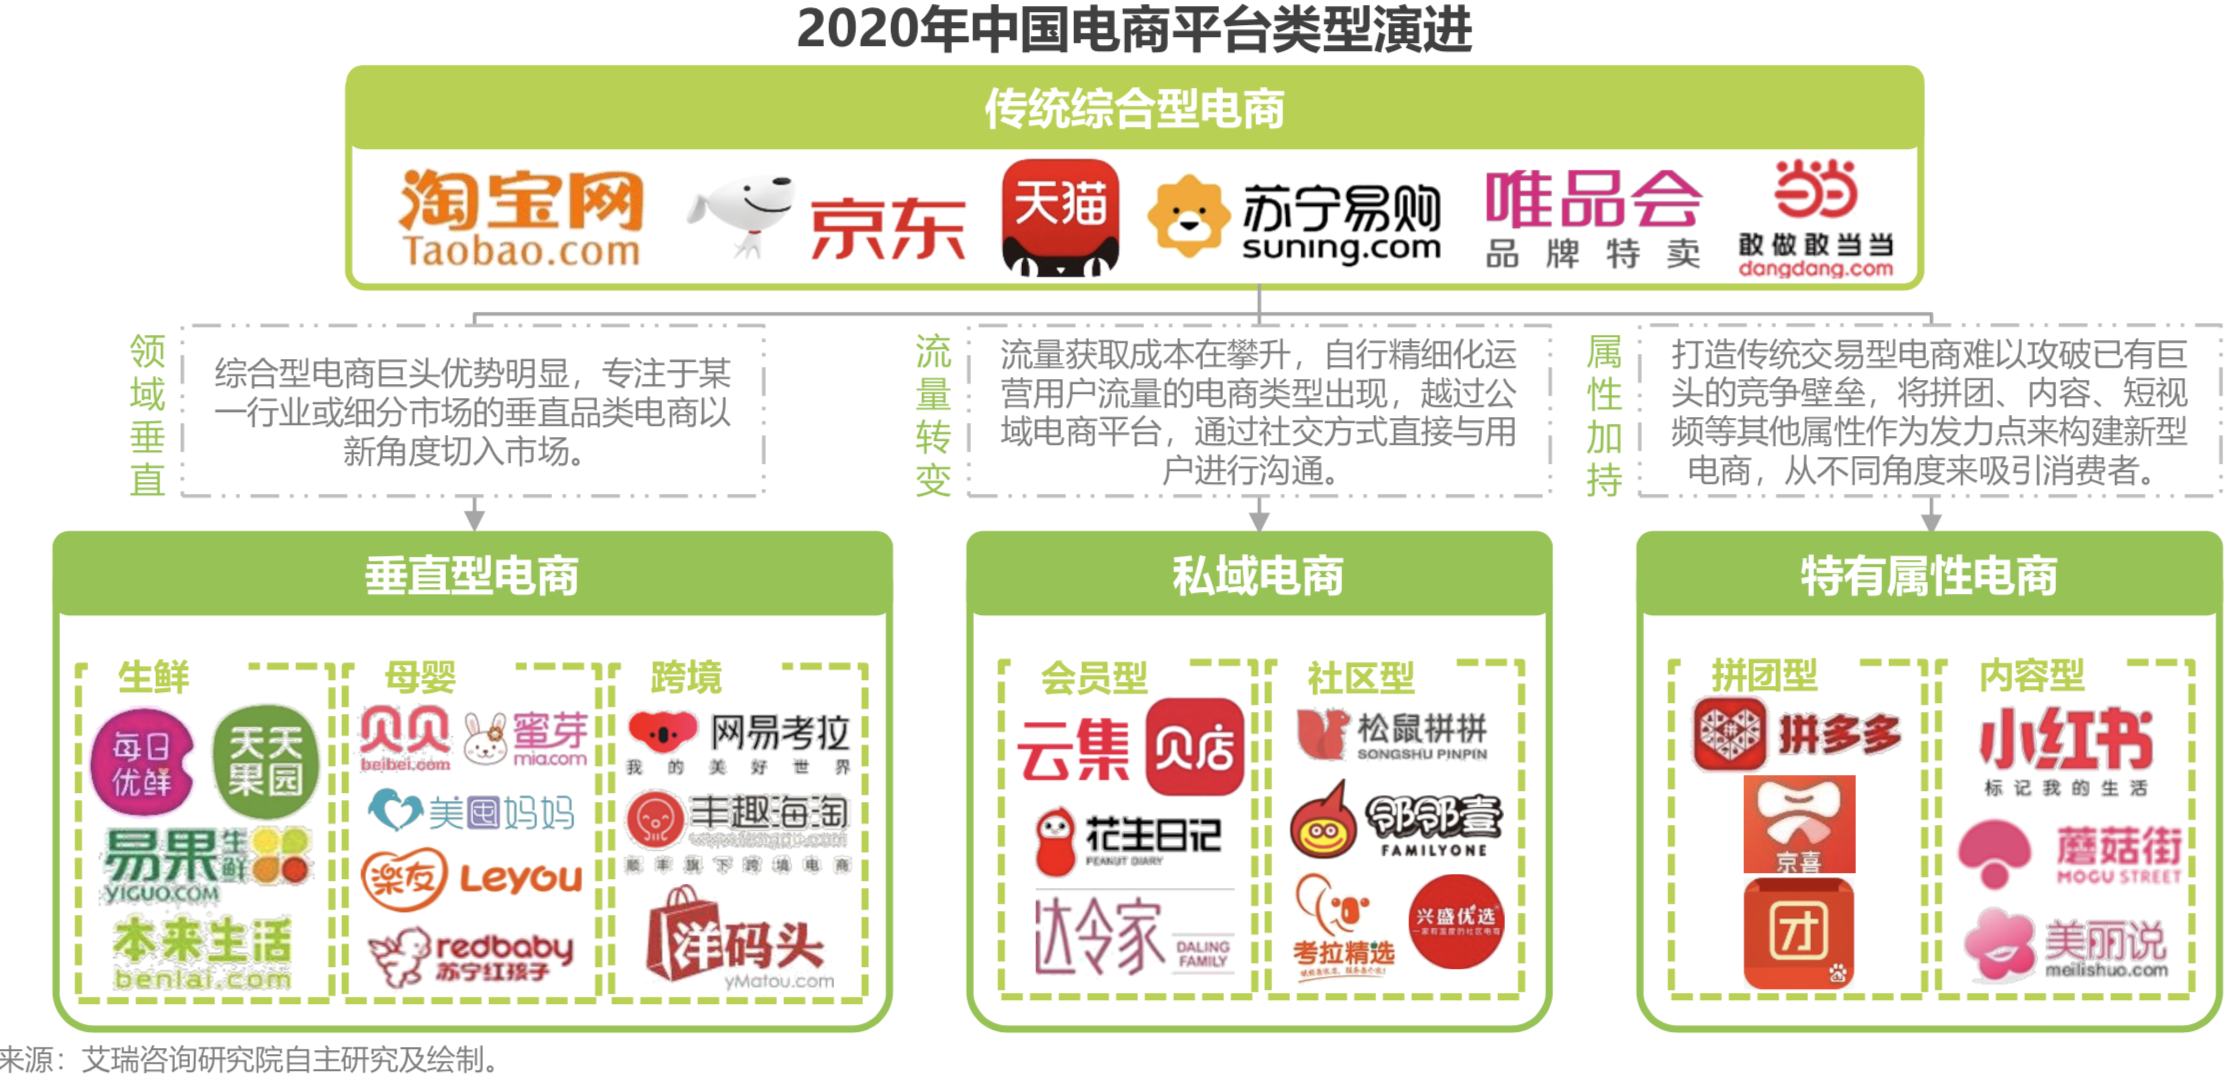 2020年中国电商平台类型演进
传统综合型电商
淘宝网
Taobao.com
京东
天猫
苏宁易购
suning.com
唯品会
品牌特卖
当当
敢做敢当当
dangdang.com
领域垂直
综合型电商巨头优势明显，专注于某
一行业或细分市场的垂直品类电商以
新角度切入市场。
流量转变
流量获取成本在攀升，自行精细化运
营用户流量的电商类型出现，越过公
域电商平台，通过社交方式直接与用
户进行沟通。
属性加持
打造传统交易型电商难以攻破已有巨
头的竞争壁垒，将拼团、内容、短视
频等其他属性作为发力点来构建新型
电商，从不同角度来吸引消费者。
垂直型电商
生鲜
每日
优鲜
天天
果园
易果生鲜
YIGUO.COM
本来生活
benlai.com
母婴
贝贝
beibei.com
蜜芽
mia.com
美囤妈妈
樂友 Leyou
redbaby
苏宁红孩子
跨境
网易考拉
我的美好世界
丰趣海淘
顺丰旗下跨境电商
洋码头
yMatou.com
私域电商
会员型
云集
贝店
花生日记
PEANUT DIARY
达令家
DALING
FAMILY
社区型
松鼠拼拼
SONGSHU PINPIN
邻邻壹
FAMILYONE
考拉精选
兴盛优选
一家有温度的社区电商
特有属性电商
拼团型
拼
拼多多
京喜
团
内容型
小红书
标记我的生活
蘑菇街
MOGU STREET
美丽说
meilishuo.com
来源：艾瑞咨询研究院自主研究及绘制。